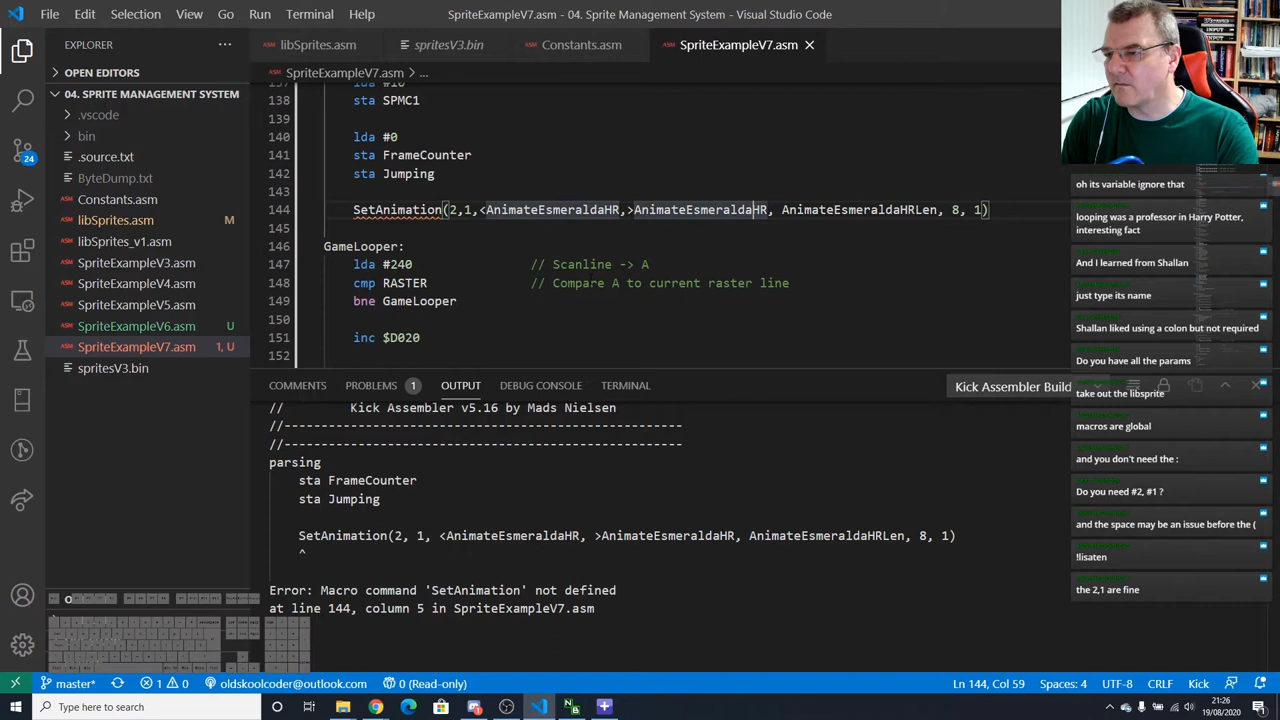 File Edit Selection View Go Run Terminal Help
SpriteExampleV7.asm - 04. Sprite Management System - Visual Studio Code
EXPLORER
OPEN EDITORS
04. SPRITE MANAGEMENT SYSTEM
.vscode
bin
.source.txt
ByteDump.txt
Constants.asm
libSprites.asm M
libSprites_v1.asm
SpriteExampleV3.asm
SpriteExampleV4.asm
SpriteExampleV5.asm
SpriteExampleV6.asm U
SpriteExampleV7.asm 1, U
spritesV3.bin
24
libSprites.asm spritesV3.bin Constants.asm SpriteExampleV7.asm
SpriteExampleV7.asm > ...
137 lda #10
138 sta SPMC1
139
140 lda #0
141 sta FrameCounter
142 sta Jumping
143
144 SetAnimation(2,1,<AnimateEsmeraldaHR,>AnimateEsmeraldaHR, AnimateEsmeraldaHRLen, 8, 1)
145
146 GameLooper:
147 lda #240 // Scanline -> A
148 cmp RASTER // Compare A to current raster line
149 bne GameLooper
150
151 inc $D020
152
COMMENTS PROBLEMS 1 OUTPUT DEBUG CONSOLE TERMINAL
Kick Assembler Build
// Kick Assembler v5.16 by Mads Nielsen
//------------------------------------------------------
//------------------------------------------------------
parsing
sta FrameCounter
sta Jumping
SetAnimation(2, 1, <AnimateEsmeraldaHR, >AnimateEsmeraldaHR, AnimateEsmeraldaHRLen, 8, 1)
^
Error: Macro command 'SetAnimation' not defined
at line 144, column 5 in SpriteExampleV7.asm
oh its variable ignore that
looping was a professor in Harry Potter,
interesting fact
And I learned from Shallan
just type its name
Shallan liked using a colon but not required
Do you have all the params
take out the libsprite
macros are global
and you don't need the :
Do you need #2, #1 ?
and the space may be an issue before the (
!lisaten
the 2,1 are fine
master* 1 0 oldskoolcoder@outlook.com 0 (Read-only)
Ln 144, Col 59 Spaces: 4 UTF-8 CRLF Kick
Type here to search
21:26
19/08/2020